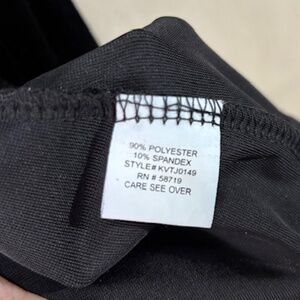 90% POLYESTER
10% SPANDEX
STYLE# KVTJ0149
RN # 58719
CARE SEE OVER